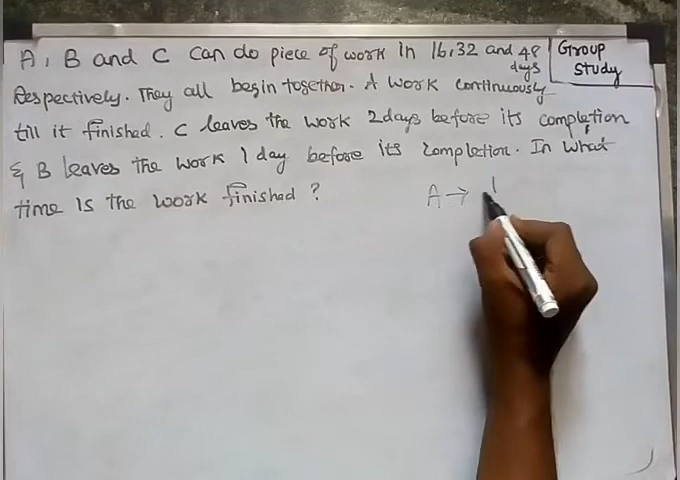 A, B and C can do piece of work in 16,32 and 48 days
Group Study
Respectively. They all begin together. A work continuously
till it finished. C leaves the work 2days before its completion
& B leaves the work 1 day before its completion. In what
time is the work finished?
A →